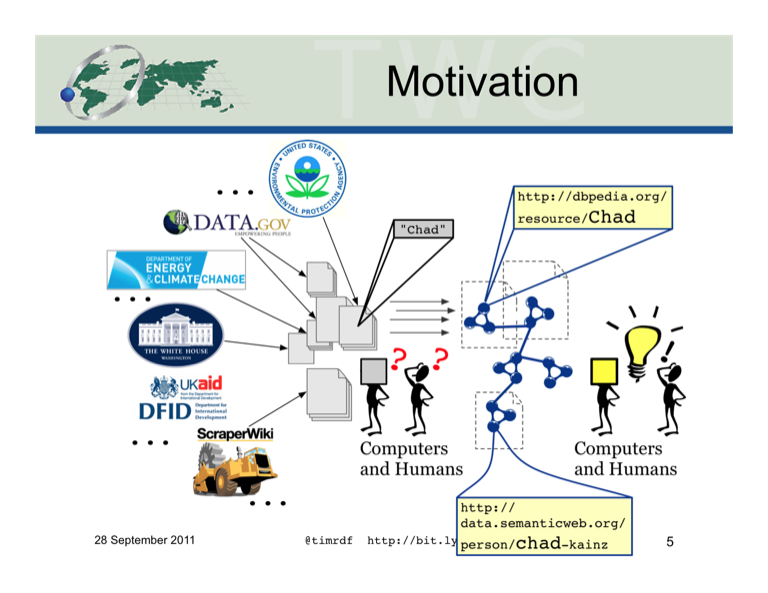 TWC
Motivation
UNITED STATES
ENVIRONMENTAL PROTECTION AGENCY
• • •
DATA.GOV
EMPOWERING PEOPLE
"Chad"
http://dbpedia.org/
resource/Chad
DEPARTMENT OF
ENERGY
&CLIMATECHANGE
• • •
THE WHITE HOUSE
WASHINGTON
? ?
!
UKaid
from the Department for
International Development
DFID
Department for
International
Development
• • •
ScraperWiki
• • •
Computers
and Humans
Computers
and Humans
http://
data.semanticweb.org/
person/chad-kainz
28 September 2011
@timrdf http://bit.ly
5